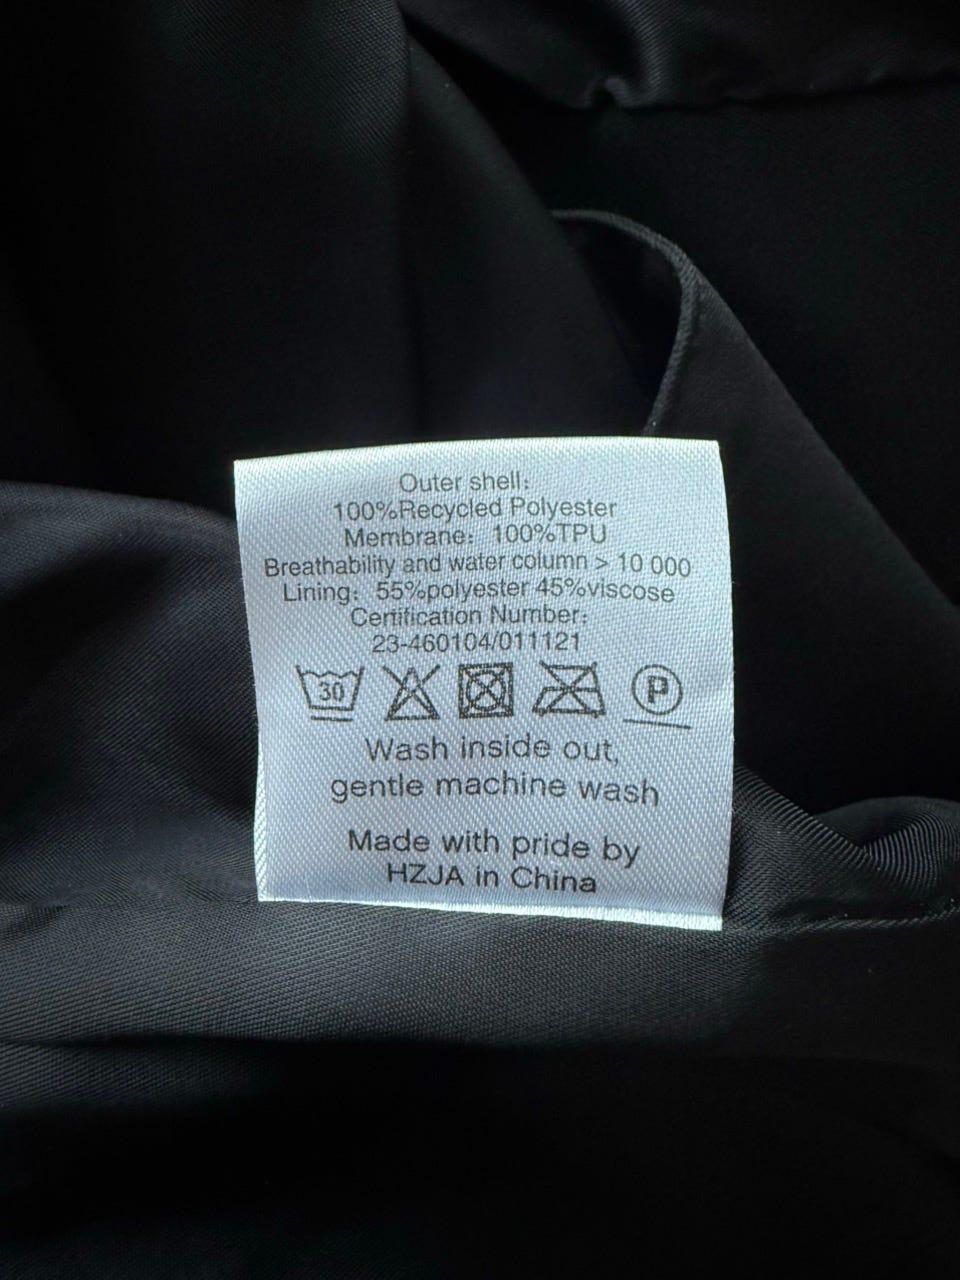 Outer shell:
100%Recycled Polyester
Membrane: 100%TPU
Breathability and water column > 10 000
Lining: 55%polyester 45%viscose
Certification Number:
23-460104/011121
30 P
Wash inside out,
gentle machine wash
Made with pride by
HZJA in China